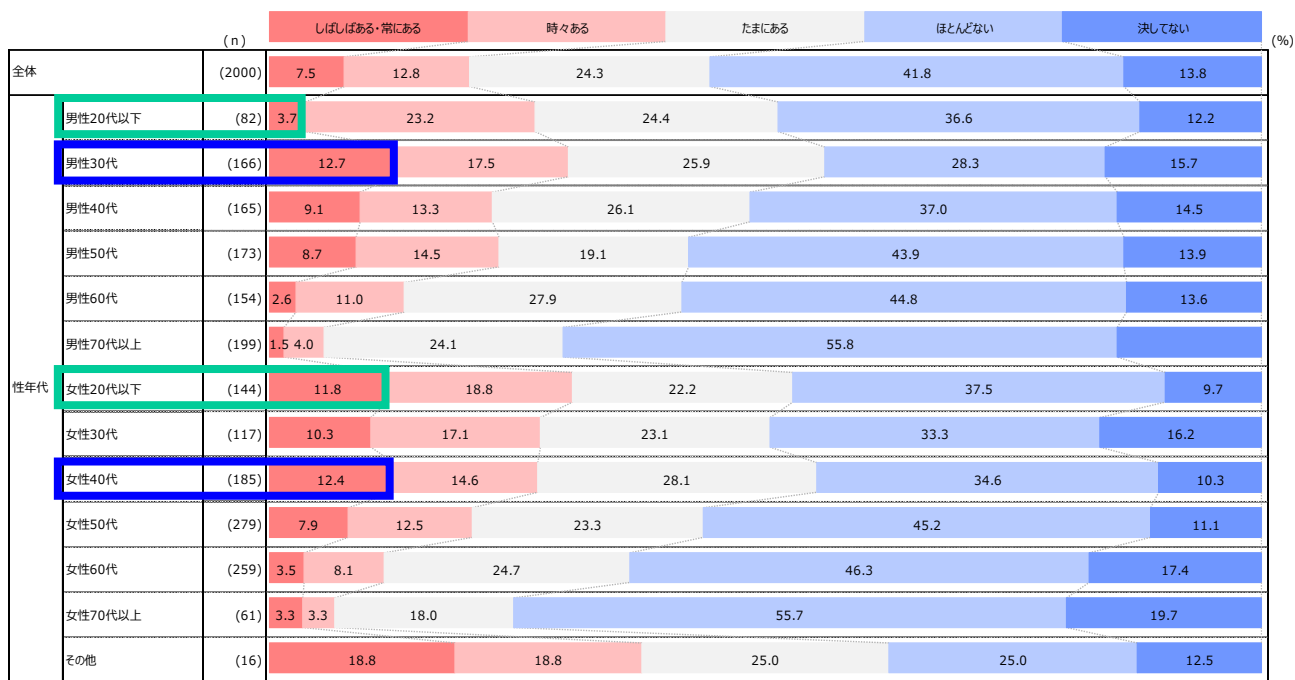 しばしばある・常にある 時々ある たまにある ほとんどない 決してない
(n) (%)
全体 (2000) 7.5 12.8 24.3 41.8 13.8
男性20代以下 (82) 3.7 23.2 24.4 36.6 12.2
男性30代 (166) 12.7 17.5 25.9 28.3 15.7
男性40代 (165) 9.1 13.3 26.1 37.0 14.5
男性50代 (173) 8.7 14.5 19.1 43.9 13.9
男性60代 (154) 2.6 11.0 27.9 44.8 13.6
男性70代以上 (199) 1.5 4.0 24.1 55.8
性年代 女性20代以下 (144) 11.8 18.8 22.2 37.5 9.7
女性30代 (117) 10.3 17.1 23.1 33.3 16.2
女性40代 (185) 12.4 14.6 28.1 34.6 10.3
女性50代 (279) 7.9 12.5 23.3 45.2 11.1
女性60代 (259) 3.5 8.1 24.7 46.3 17.4
女性70代以上 (61) 3.3 3.3 18.0 55.7 19.7
その他 (16) 18.8 18.8 25.0 25.0 12.5